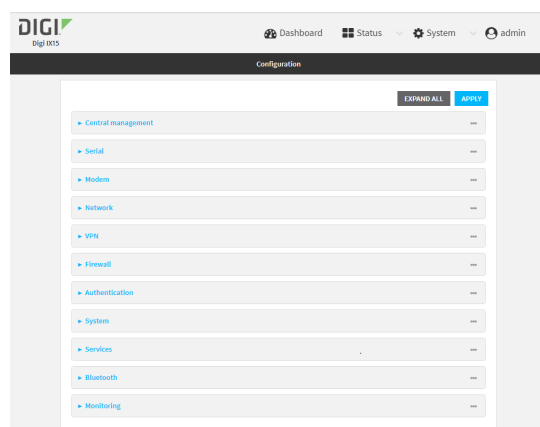 DIGI
Digi IX15
Dashboard Status System admin
Configuration
EXPAND ALL APPLY
Central management
Serial
Modem
Network
VPN
Firewall
Authentication
System
Services
Bluetooth
Monitoring